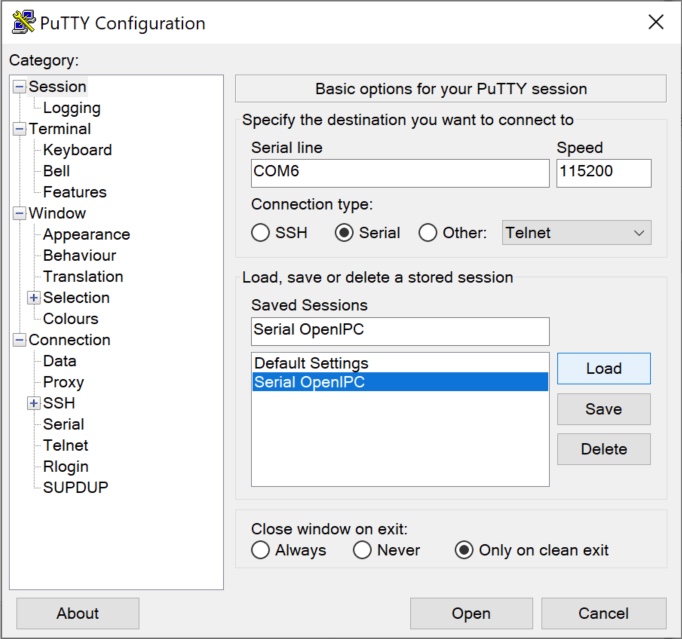 PuTTY Configuration
Category:
Session
Logging
Terminal
Keyboard
Bell
Features
Window
Appearance
Behaviour
Translation
Selection
Colours
Connection
Data
Proxy
SSH
Serial
Telnet
Rlogin
SUPDUP
Basic options for your PuTTY session
Specify the destination you want to connect to
Serial line Speed
COM6 115200
Connection type:
SSH Serial Other: Telnet
Load, save or delete a stored session
Saved Sessions
Serial OpenIPC
Default Settings
Serial OpenIPC
Load
Save
Delete
Close window on exit:
Always Never Only on clean exit
About Open Cancel